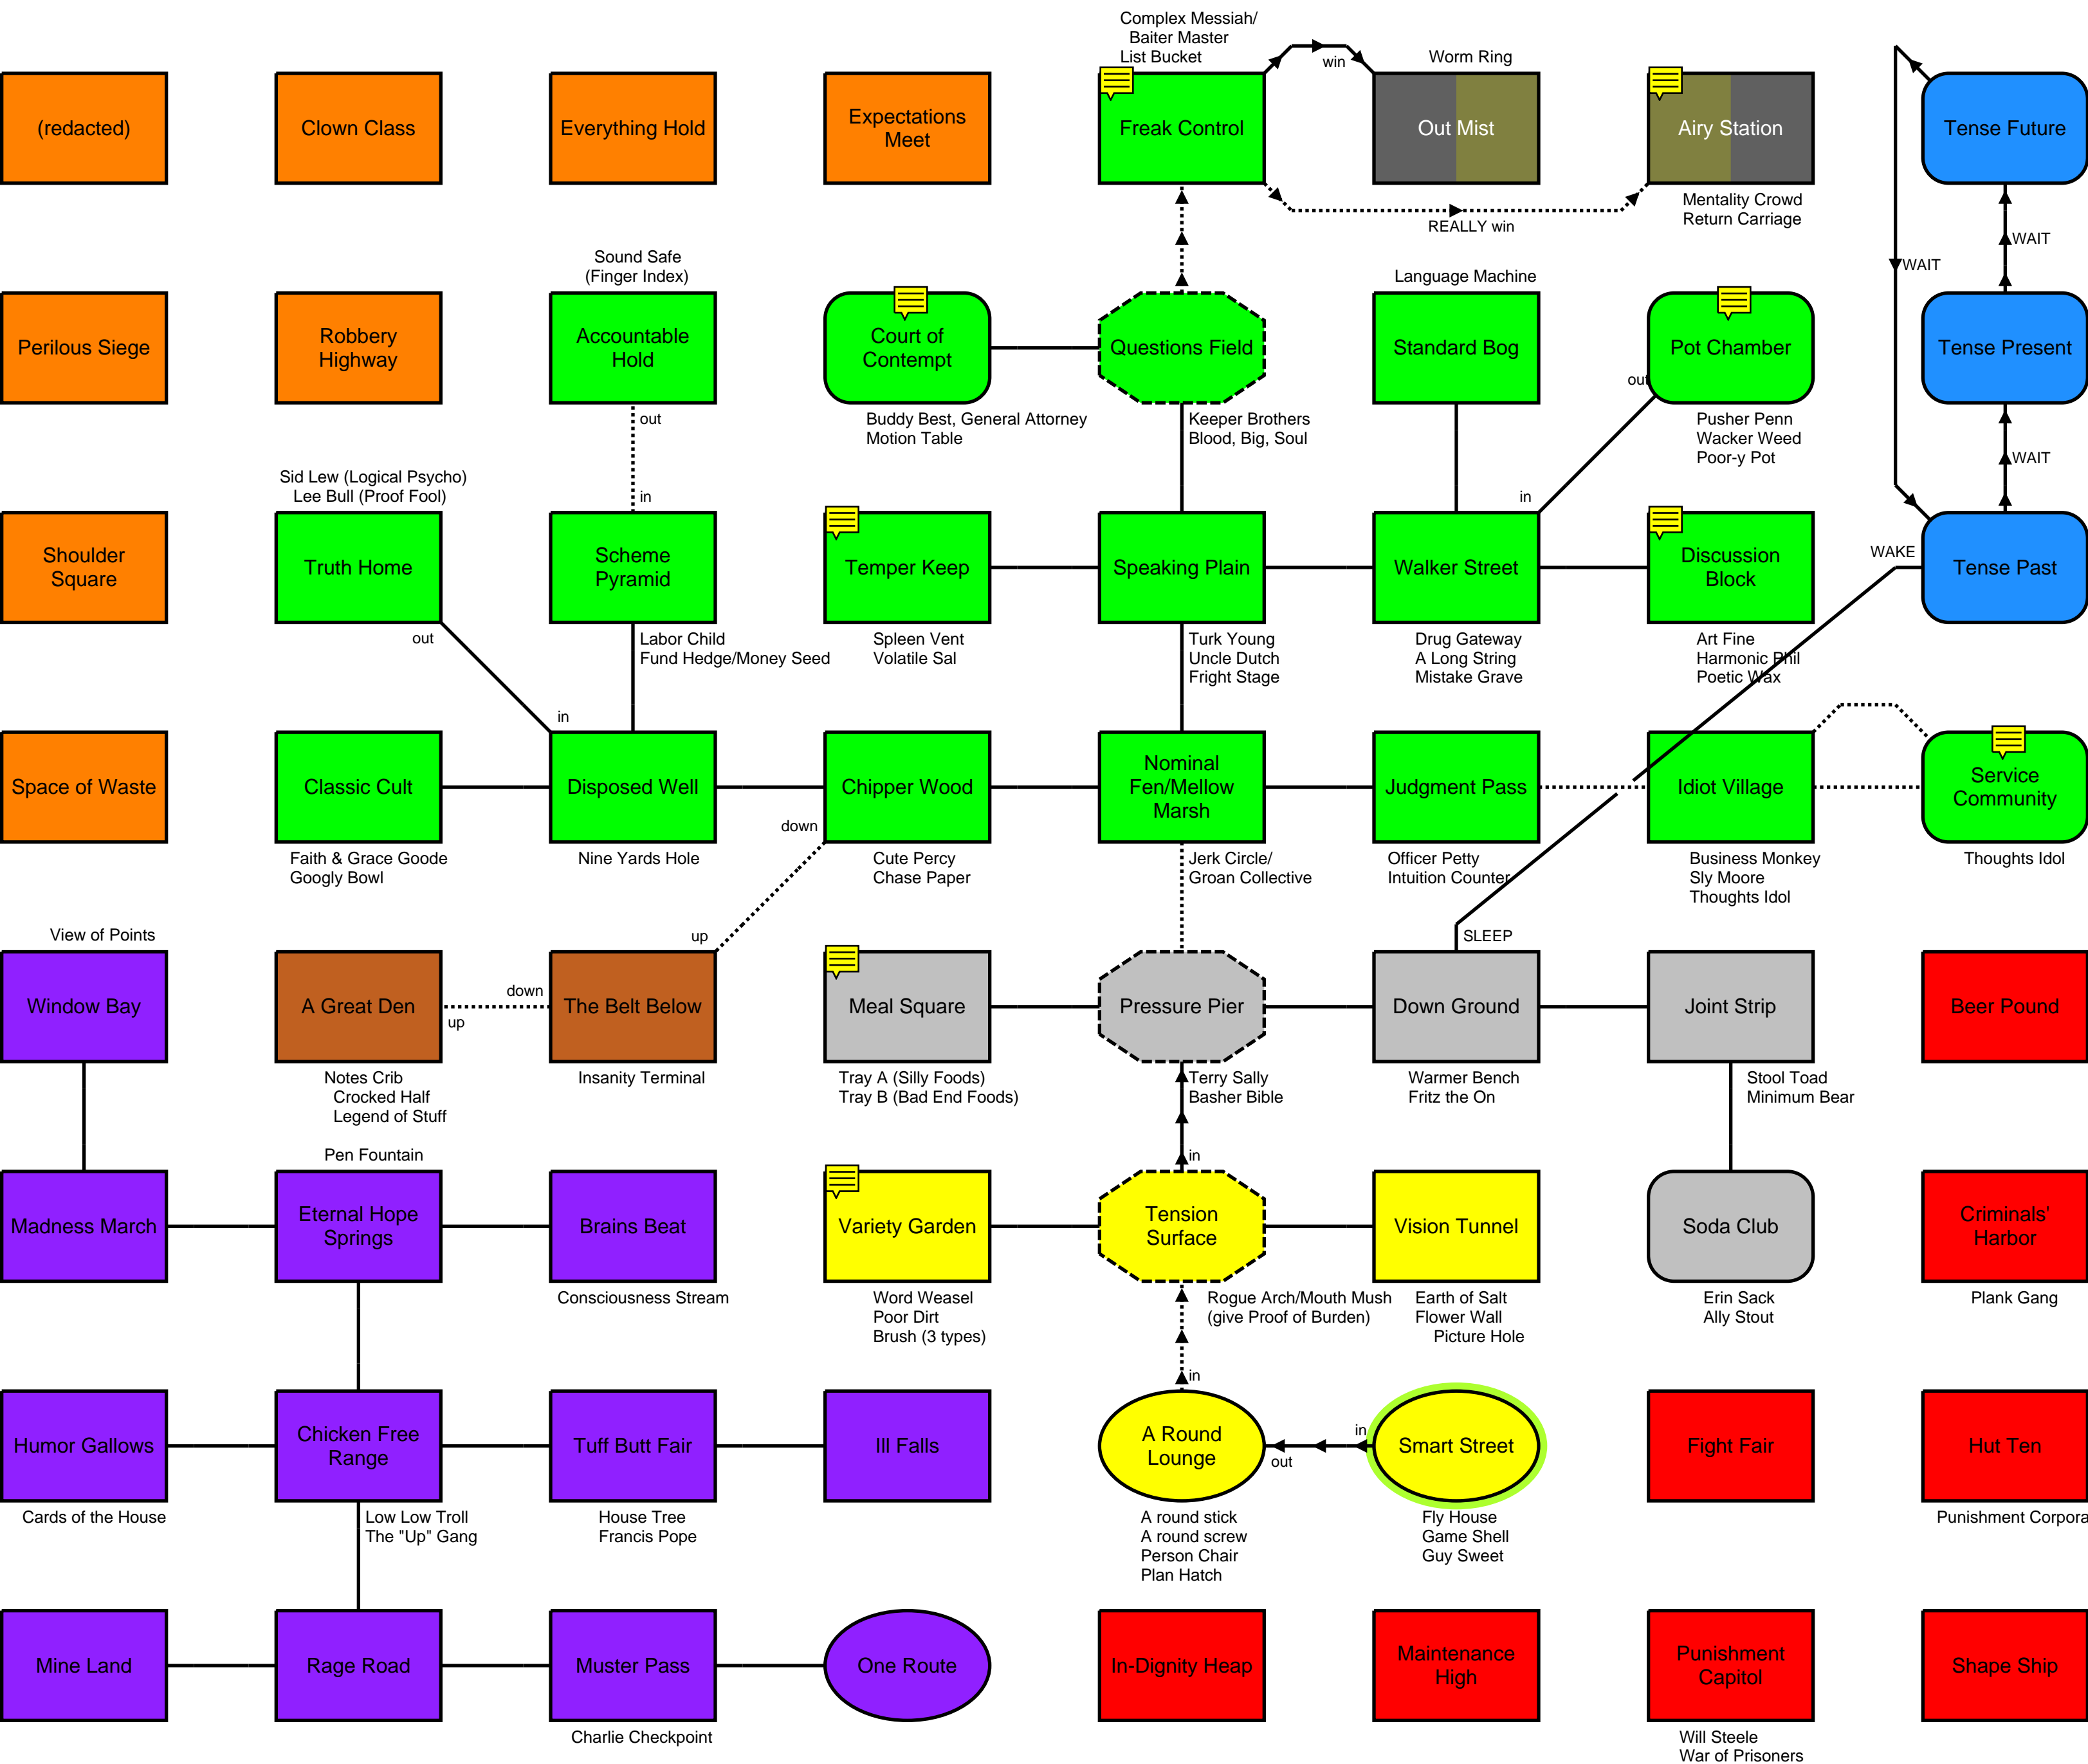 Complex Messiah/
Baiter Master
List Bucket
win
Worm Ring
(redacted)
Clown Class
Everything Hold
Expectations
Meet
Freak Control
Out Mist
Airy Station
Tense Future
Mentality Crowd
Return Carriage
REALLY win
WAIT
WAIT
Sound Safe
(Finger Index)
Language Machine
Perilous Siege
Robbery
Highway
Accountable
Hold
Court of
Contempt
Questions Field
Standard Bog
Pot Chamber
Tense Present
out
out
Buddy Best, General Attorney
Motion Table
Keeper Brothers
Blood, Big, Soul
Pusher Penn
Wacker Weed
Poor-y Pot
WAIT
Sid Lew (Logical Psycho)
Lee Bull (Proof Fool)
in
in
Shoulder
Square
Truth Home
Scheme
Pyramid
Temper Keep
Speaking Plain
Walker Street
Discussion
Block
WAKE
Tense Past
out
Labor Child
Fund Hedge/Money Seed
Spleen Vent
Volatile Sal
Turk Young
Uncle Dutch
Fright Stage
Drug Gateway
A Long String
Mistake Grave
Art Fine
Harmonic Phil
Poetic Wax
in
Space of Waste
Classic Cult
Disposed Well
Chipper Wood
Nominal
Fen/Mellow
Marsh
Judgment Pass
Idiot Village
Service
Community
down
Faith & Grace Goode
Googly Bowl
Nine Yards Hole
Cute Percy
Chase Paper
Jerk Circle/
Groan Collective
Officer Petty
Intuition Counter
Business Monkey
Sly Moore
Thoughts Idol
Thoughts Idol
View of Points
up
SLEEP
Window Bay
A Great Den
down
up
The Belt Below
Meal Square
Pressure Pier
Down Ground
Joint Strip
Beer Pound
Notes Crib
Crocked Half
Legend of Stuff
Insanity Terminal
Tray A (Silly Foods)
Tray B (Bad End Foods)
Terry Sally
Basher Bible
Warmer Bench
Fritz the On
Stool Toad
Minimum Bear
Pen Fountain
in
Madness March
Eternal Hope
Springs
Brains Beat
Variety Garden
Tension
Surface
Vision Tunnel
Soda Club
Criminals'
Harbor
Consciousness Stream
Word Weasel
Poor Dirt
Brush (3 types)
Rogue Arch/Mouth Mush
(give Proof of Burden)
Earth of Salt
Flower Wall
Picture Hole
Erin Sack
Ally Stout
Plank Gang
in
Humor Gallows
Chicken Free
Range
Tuff Butt Fair
Ill Falls
A Round
Lounge
in
out
Smart Street
Fight Fair
Hut Ten
Cards of the House
Low Low Troll
The "Up" Gang
House Tree
Francis Pope
A round stick
A round screw
Person Chair
Plan Hatch
Fly House
Game Shell
Guy Sweet
Punishment Corpora
Mine Land
Rage Road
Muster Pass
One Route
In-Dignity Heap
Maintenance
High
Punishment
Capitol
Shape Ship
Charlie Checkpoint
Will Steele
War of Prisoners